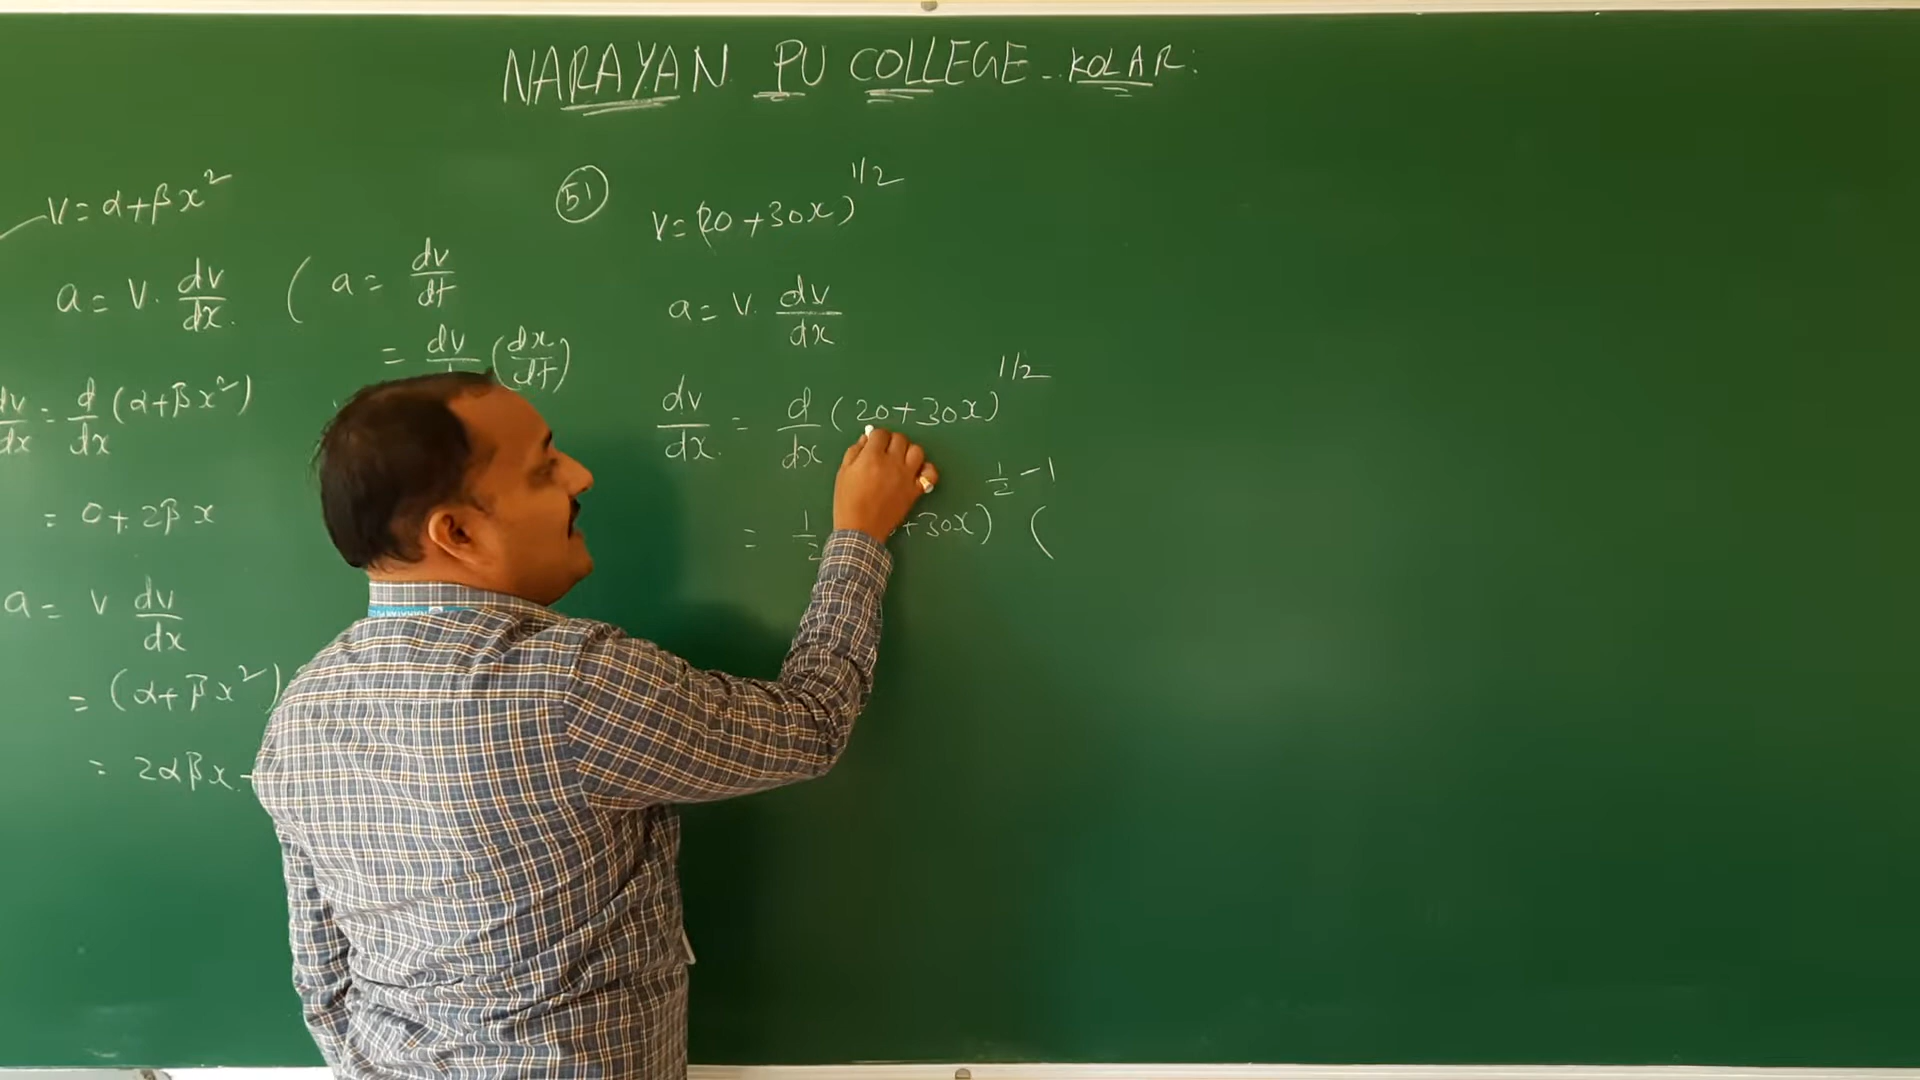 NARAYAN PU COLLEGE - KOLAR:
V = α+βx²
a = V. dv/dx. ( a = dv/dt
= dv/ (dx/dt)
dv/dx = d/dx (α+βx²)
= 0+2βx
a = v dv/dx
= (α+βx²)
= 2αβx
51
V = (20+30x)^1/2
a = V. dv/dx
dv/dx. = d/dx (20+30x)^1/2
= 1/2 +30x)^1/2-1 (